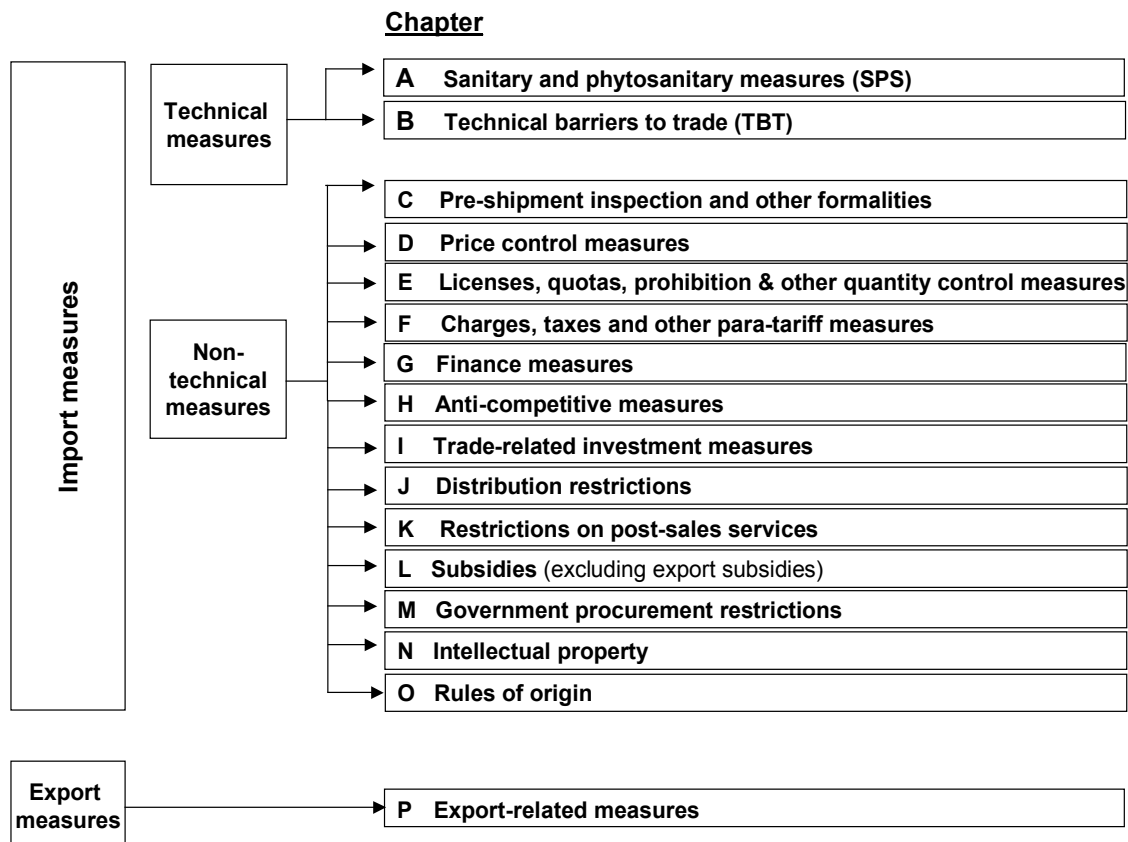 Chapter
Import measures
Technical
measures
A Sanitary and phytosanitary measures (SPS)
B Technical barriers to trade (TBT)
Non-
technical
measures
C Pre-shipment inspection and other formalities
D Price control measures
E Licenses, quotas, prohibition & other quantity control measures
F Charges, taxes and other para-tariff measures
G Finance measures
H Anti-competitive measures
I Trade-related investment measures
J Distribution restrictions
K Restrictions on post-sales services
L Subsidies (excluding export subsidies)
M Government procurement restrictions
N Intellectual property
O Rules of origin
Export
measures
P Export-related measures